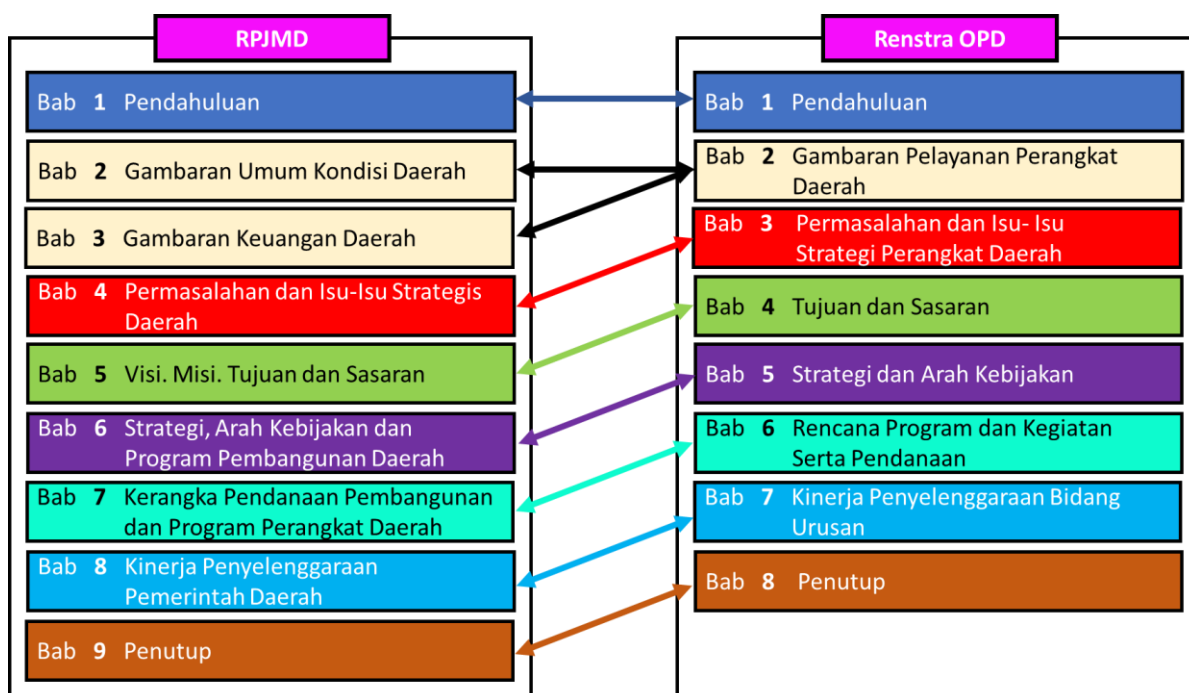 RPJMD
Bab 1 Pendahuluan
Bab 2 Gambaran Umum Kondisi Daerah
Bab 3 Gambaran Keuangan Daerah
Bab 4 Permasalahan dan Isu-Isu Strategis
Daerah
Bab 5 Visi. Misi. Tujuan dan Sasaran
Bab 6 Strategi, Arah Kebijakan dan
Program Pembangunan Daerah
Bab 7 Kerangka Pendanaan Pembangunan
dan Program Perangkat Daerah
Bab 8 Kinerja Penyelenggaraan
Pemerintah Daerah
Bab 9 Penutup
Renstra OPD
Bab 1 Pendahuluan
Bab 2 Gambaran Pelayanan Perangkat
Daerah
Bab 3 Permasalahan dan Isu- Isu
Strategi Perangkat Daerah
Bab 4 Tujuan dan Sasaran
Bab 5 Strategi dan Arah Kebijakan
Bab 6 Rencana Program dan Kegiatan
Serta Pendanaan
Bab 7 Kinerja Penyelenggaraan Bidang
Urusan
Bab 8 Penutup